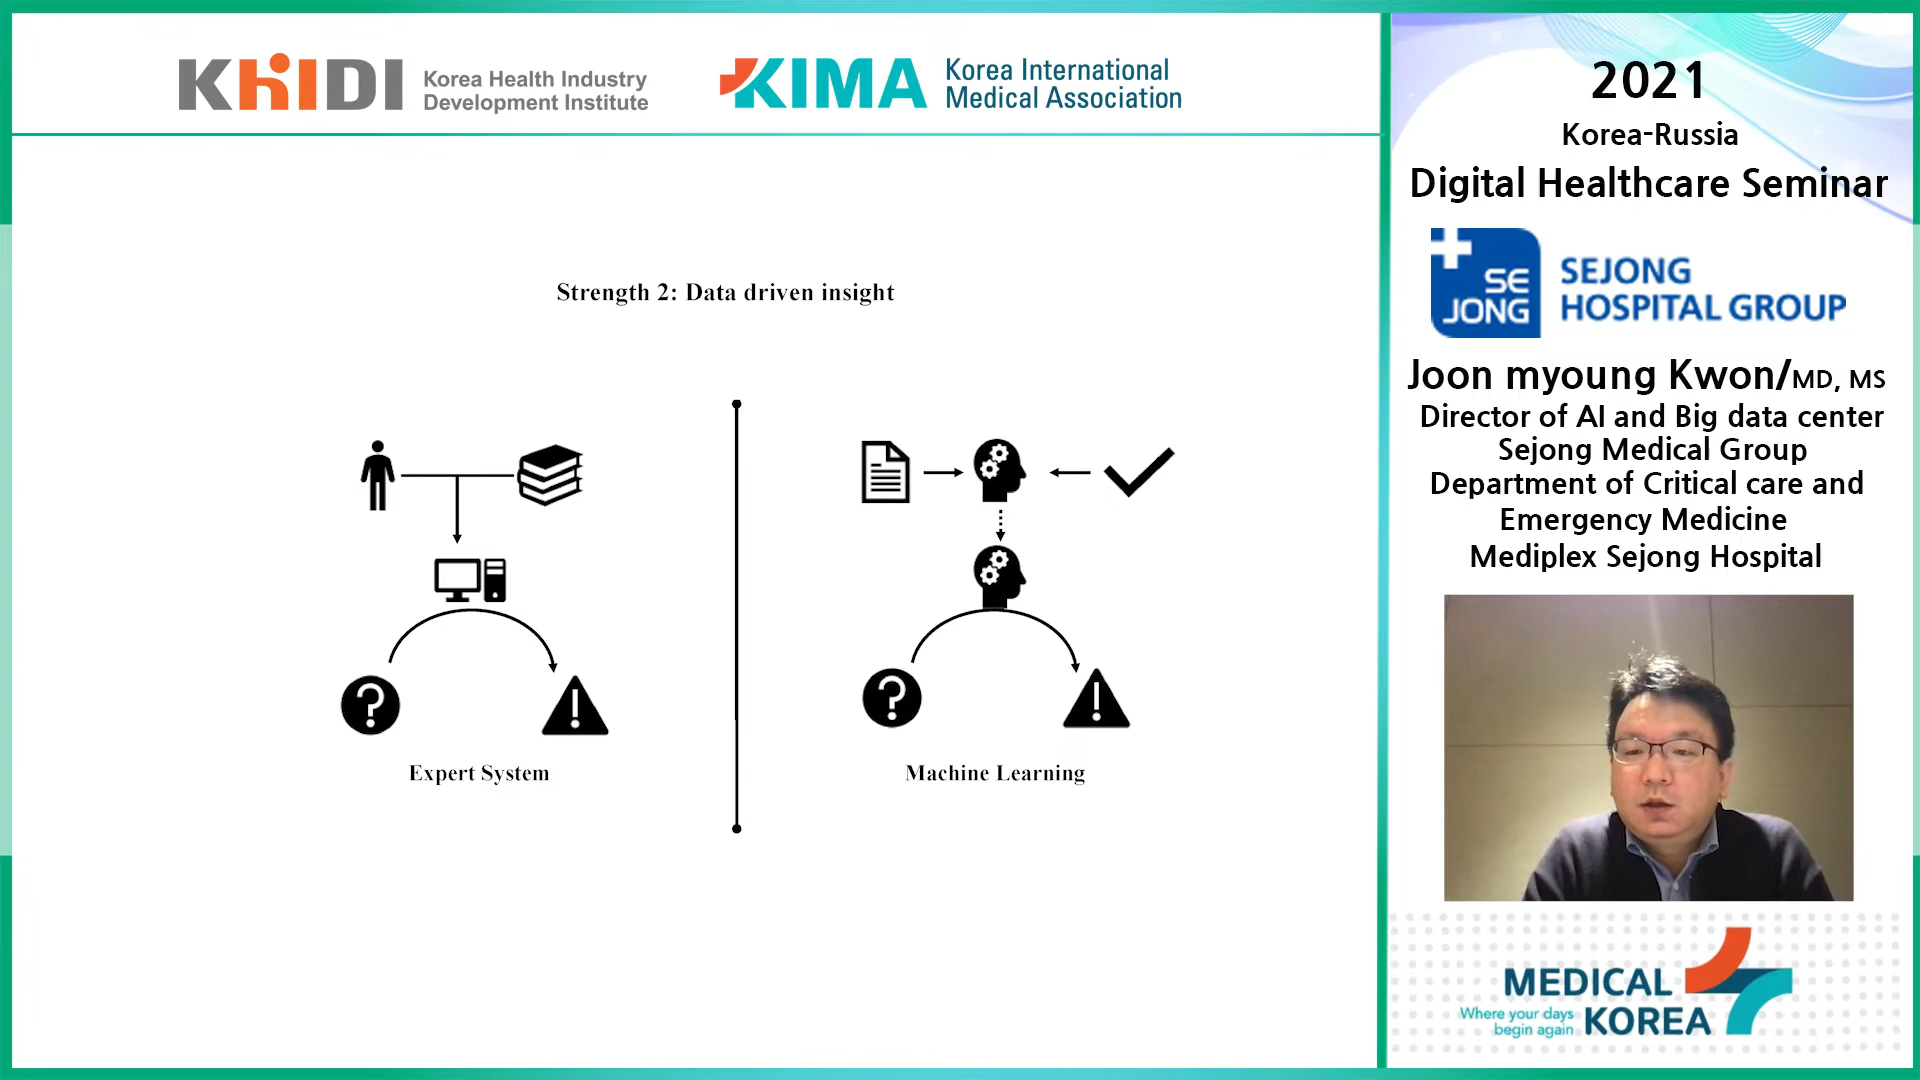 KHIDI Korea Health Industry
Development Institute
KIMA Korea International
Medical Association
Strength 2: Data driven insight
Expert System
Machine Learning
2021
Korea-Russia
Digital Healthcare Seminar
SE
JONG
SEJONG
HOSPITAL GROUP
Joon myoung Kwon/MD, MS
Director of AI and Big data center
Sejong Medical Group
Department of Critical care and
Emergency Medicine
Mediplex Sejong Hospital
MEDICAL
KOREA
Where your days
begin again